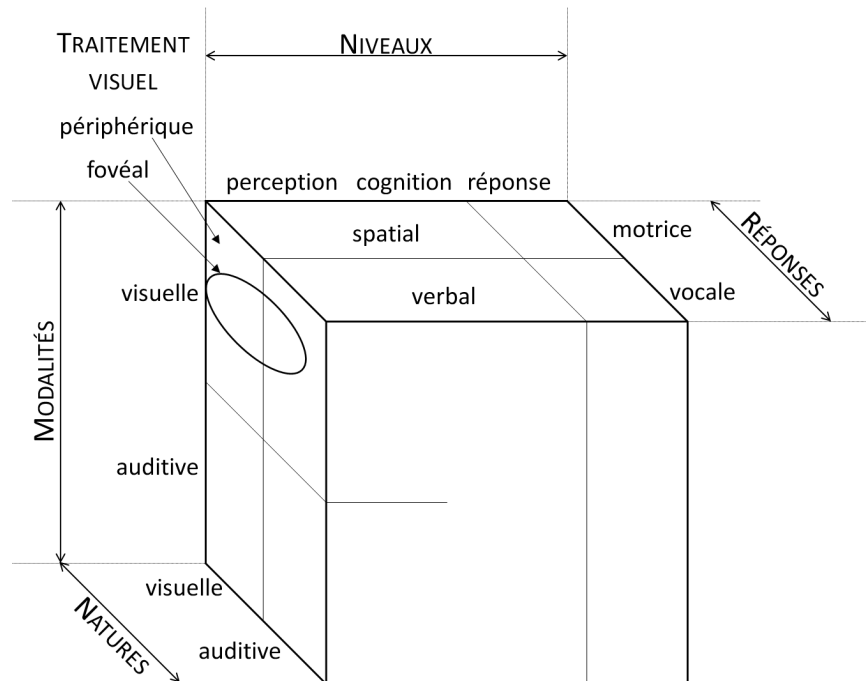 TRAITEMENT
VISUEL
NIVEAUX
périphérique
fovéal
perception cognition réponse
spatial
motrice
verbal
vocale
RÉPONSES
visuelle
MODALITÉS
auditive
visuelle
auditive
NATURES